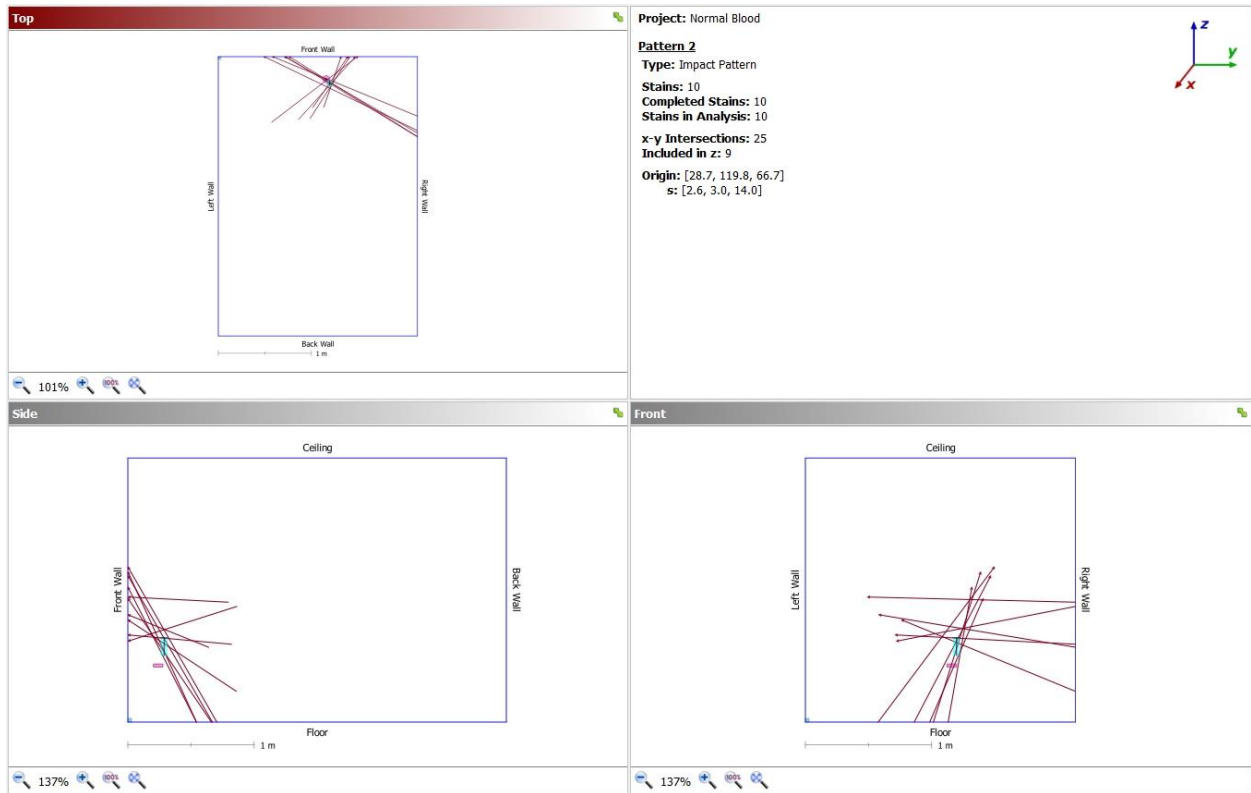 Top
Front Wall
Left Wall
Right Wall
Back Wall
1 m
101%
100%
Project: Normal Blood
Pattern 2
Type: Impact Pattern
Stains: 10
Completed Stains: 10
Stains in Analysis: 10
x-y Intersections: 25
Included in z: 9
Origin: [28.7, 119.8, 66.7]
s: [2.6, 3.0, 14.0]
z
y
x
Side
Ceiling
Front Wall
Back Wall
Floor
1 m
137%
100%
Front
Ceiling
Left Wall
Right Wall
Floor
1 m
137%
100%